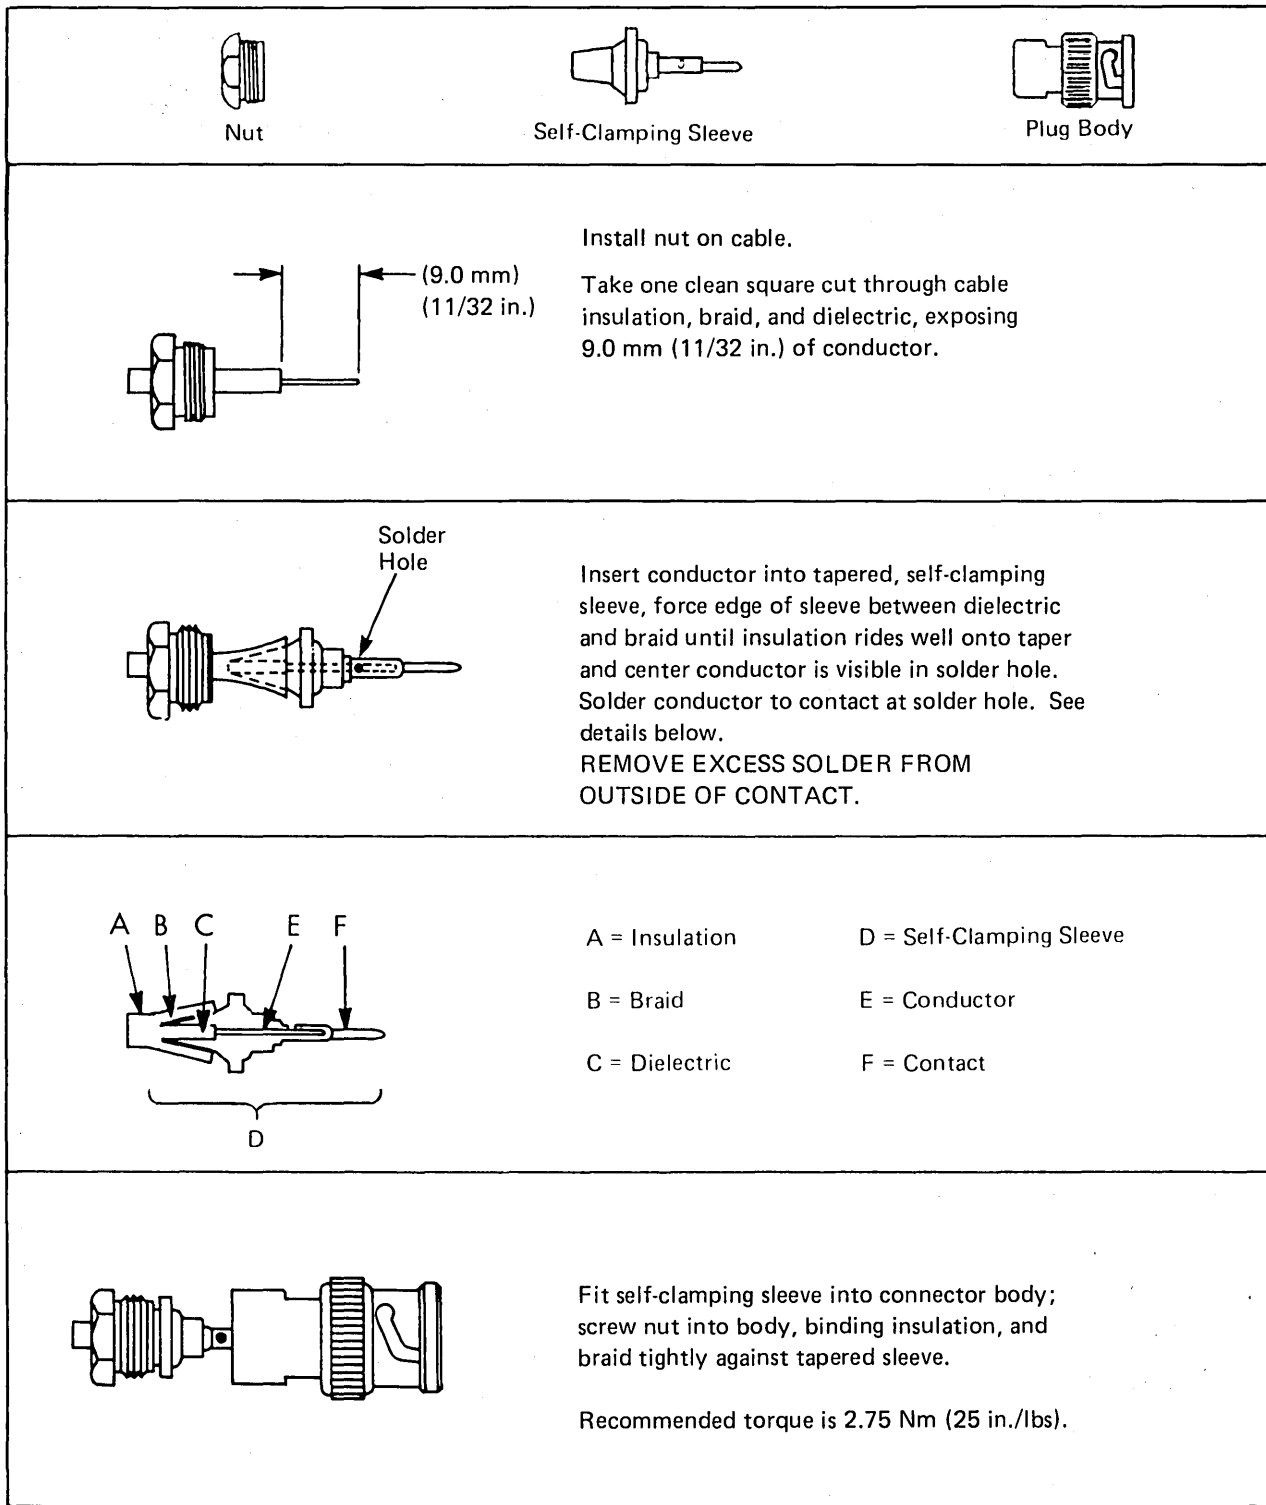 Nut
Self-Clamping Sleeve
Plug Body
(9.0 mm)
(11/32 in.)
Install nut on cable.
Take one clean square cut through cable
insulation, braid, and dielectric, exposing
9.0 mm (11/32 in.) of conductor.
Solder
Hole
Insert conductor into tapered, self-clamping
sleeve, force edge of sleeve between dielectric
and braid until insulation rides well onto taper
and center conductor is visible in solder hole.
Solder conductor to contact at solder hole. See
details below.
REMOVE EXCESS SOLDER FROM
OUTSIDE OF CONTACT.
A B C E F
D
A = Insulation
B = Braid
C = Dielectric
D = Self-Clamping Sleeve
E = Conductor
F = Contact
Fit self-clamping sleeve into connector body;
screw nut into body, binding insulation, and
braid tightly against tapered sleeve.
Recommended torque is 2.75 Nm (25 in./lbs).